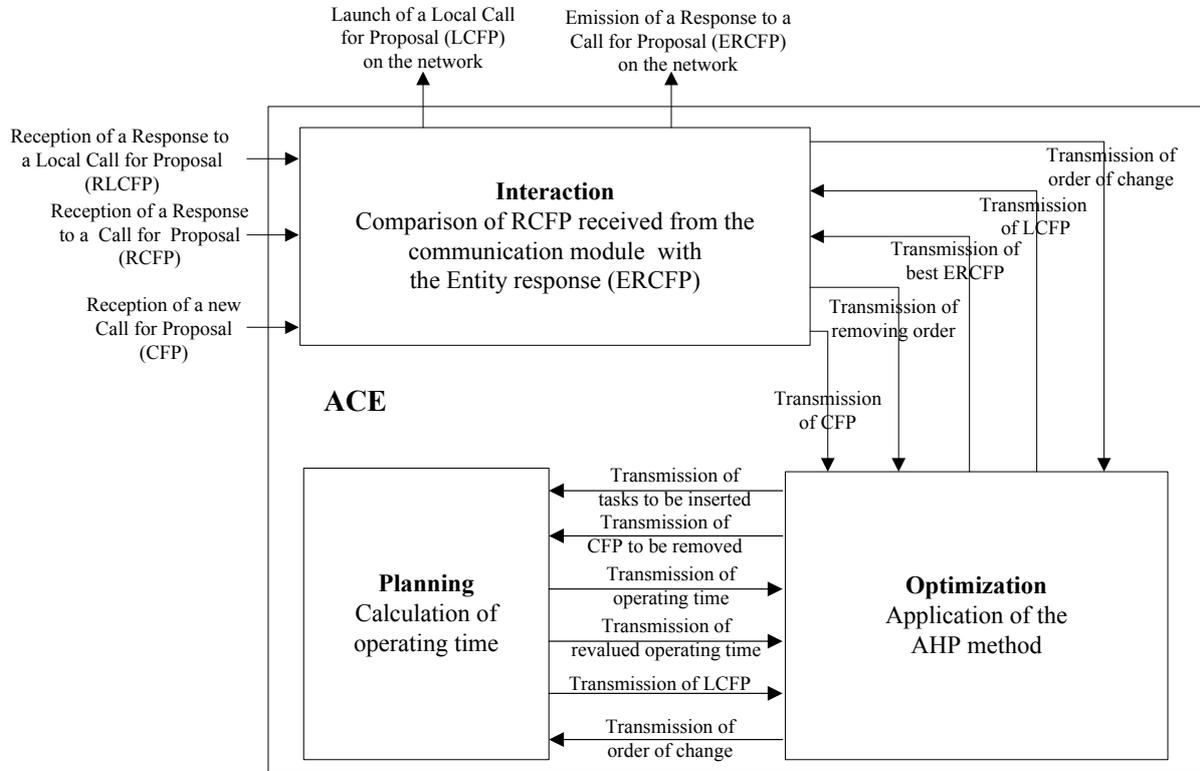 Launch of a Local Call
for Proposal (LCFP)
on the network
Emission of a Response to a
Call for Proposal (ERCFP)
on the network
Reception of a Response to
a Local Call for Proposal
(RLCFP)
Reception of a Response
to a Call for Proposal
(RCFP)
Reception of a new
Call for Proposal
(CFP)
Interaction
Comparison of RCFP received from the
communication module with
the Entity response (ERCFP)
Transmission of
order of change
Transmission
of LCFP
Transmission of
best ERCFP
Transmission of
removing order
Transmission
of CFP
ACE
Planning
Calculation of
operating time
Transmission of
tasks to be inserted
Transmission of
CFP to be removed
Transmission of
operating time
Transmission of
revalued operating time
Transmission of LCFP
Transmission of
order of change
Optimization
Application of the
AHP method